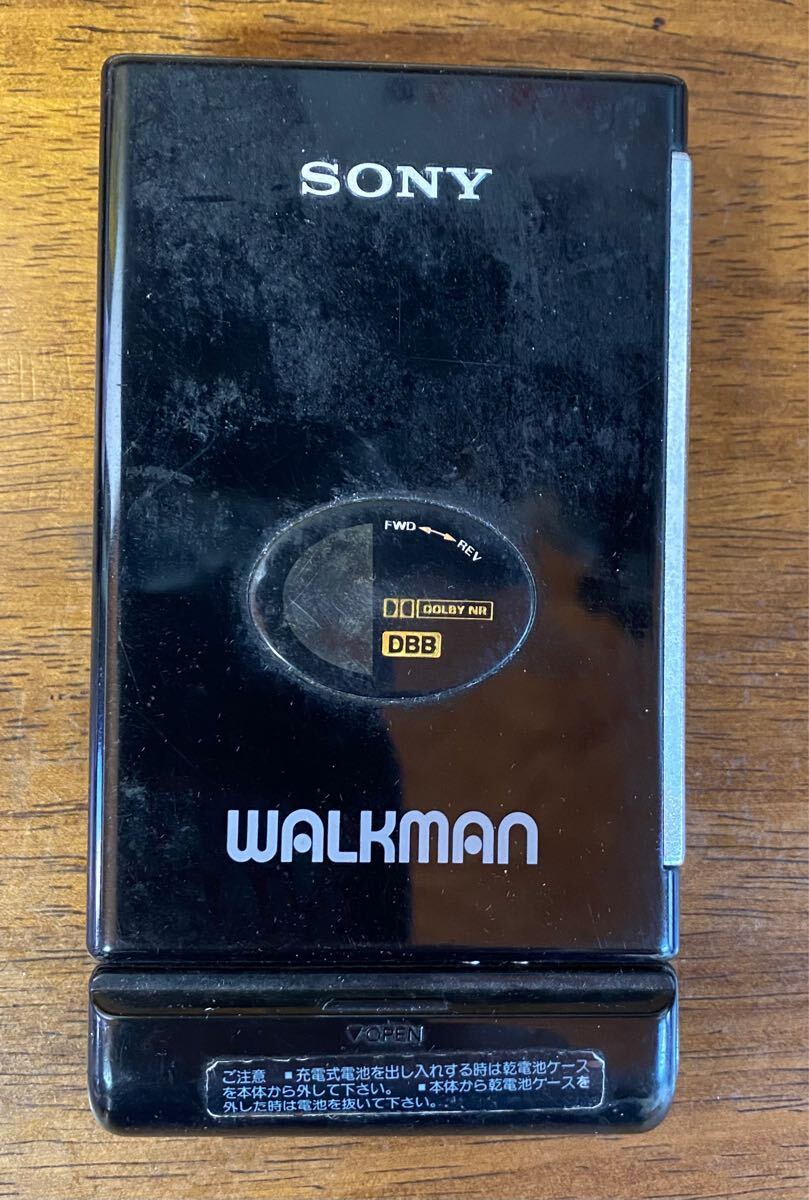 SONY
FWD
REV
DOLBY NR
DBB
WALKMAN
▽OPEN
ご注意 ■充電式電池を出し入れする時は乾電池ケース
を本体から外して下さい。 ■本体から乾電池ケースを
外した時は電池を抜いて下さい。